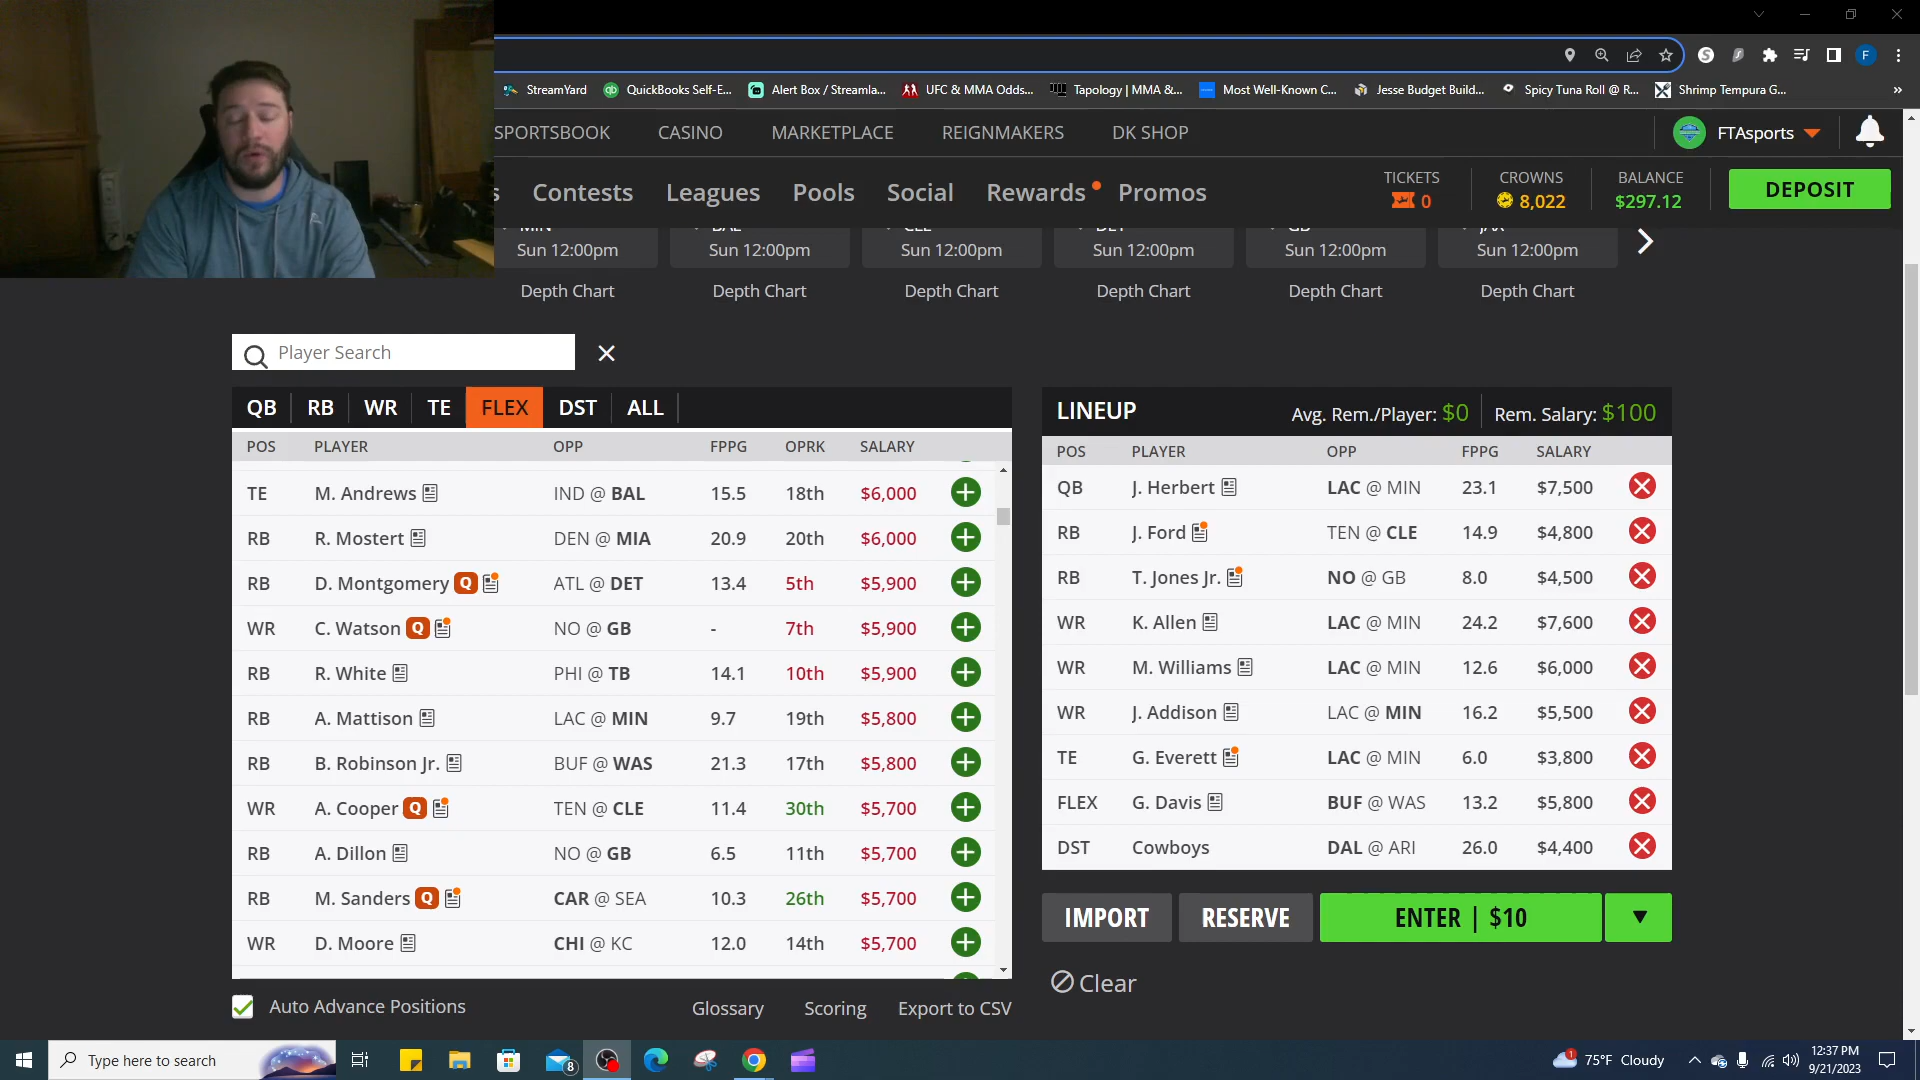 StreamYard QuickBooks Self-E... Alert Box / Streamla... UFC & MMA Odds... Tapology | MMA &... Most Well-Known C... Jesse Budget Build... Spicy Tuna Roll @ R... Shrimp Tempura G... »
SPORTSBOOK CASINO MARKETPLACE REIGNMAKERS DK SHOP FTAsports
s Contests Leagues Pools Social Rewards Promos
TICKETS CROWNS BALANCE DEPOSIT
0 8,022 $297.12
MIN BAL CLE DET GB JAX
Sun 12:00pm Sun 12:00pm Sun 12:00pm Sun 12:00pm Sun 12:00pm Sun 12:00pm
Depth Chart Depth Chart Depth Chart Depth Chart Depth Chart Depth Chart
Player Search
QB RB WR TE FLEX DST ALL
POS PLAYER OPP FPPG OPRK SALARY
TE M. Andrews IND @ BAL 15.5 18th $6,000
RB R. Mostert DEN @ MIA 20.9 20th $6,000
RB D. Montgomery Q ATL @ DET 13.4 5th $5,900
WR C. Watson Q NO @ GB - 7th $5,900
RB R. White PHI @ TB 14.1 10th $5,900
RB A. Mattison LAC @ MIN 9.7 19th $5,800
RB B. Robinson Jr. BUF @ WAS 21.3 17th $5,800
WR A. Cooper Q TEN @ CLE 11.4 30th $5,700
RB A. Dillon NO @ GB 6.5 11th $5,700
RB M. Sanders Q CAR @ SEA 10.3 26th $5,700
WR D. Moore CHI @ KC 12.0 14th $5,700
Auto Advance Positions Glossary Scoring Export to CSV
LINEUP Avg. Rem./Player: $0 Rem. Salary: $100
POS PLAYER OPP FPPG SALARY
QB J. Herbert LAC @ MIN 23.1 $7,500
RB J. Ford TEN @ CLE 14.9 $4,800
RB T. Jones Jr. NO @ GB 8.0 $4,500
WR K. Allen LAC @ MIN 24.2 $7,600
WR M. Williams LAC @ MIN 12.6 $6,000
WR J. Addison LAC @ MIN 16.2 $5,500
TE G. Everett LAC @ MIN 6.0 $3,800
FLEX G. Davis BUF @ WAS 13.2 $5,800
DST Cowboys DAL @ ARI 26.0 $4,400
IMPORT RESERVE ENTER | $10
Clear
Type here to search 8 1 75°F Cloudy 12:37 PM
9/21/2023